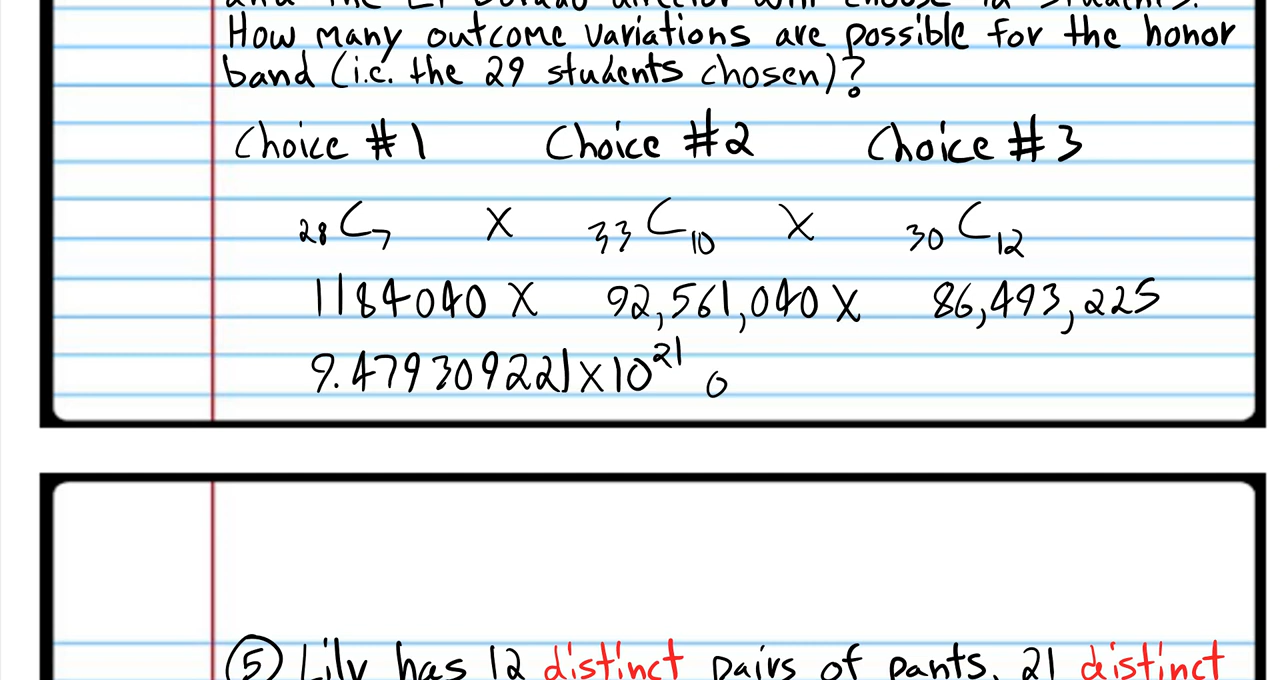 How many outcome variations are possible for the honor
band (i.e. the 29 students chosen)?
Choice #1 Choice #2 Choice #3
28C7 X 33C10 X 30C12
1184040 X 92,561,040 X 86,493,225
9.479309221x10^21 o
⑤ Lily has 12 distinct pairs of pants, 21 distinct